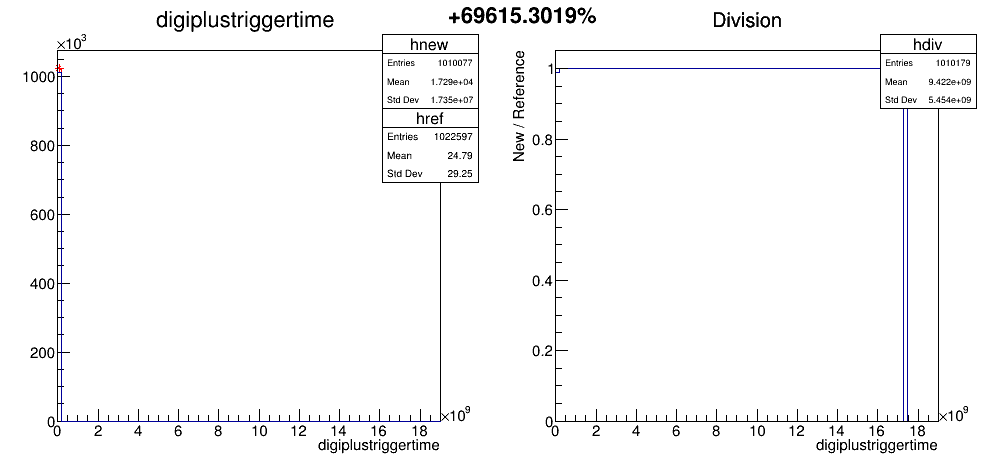 digiplustriggertime
+69615.3019%
Division
×10³
hnew
Entries 1010077
Mean 1.729e+04
Std Dev 1.735e+07
href
Entries 1022597
Mean 24.79
Std Dev 29.25
1000
800
600
400
200
0
0 2 4 6 8 10 12 14 16 18
×10⁹
digiplustriggertime
hdiv
Entries 1010179
Mean 9.422e+09
Std Dev 5.454e+09
New / Reference
1
0.8
0.6
0.4
0.2
0
0 2 4 6 8 10 12 14 16 18
×10⁹
digiplustriggertime